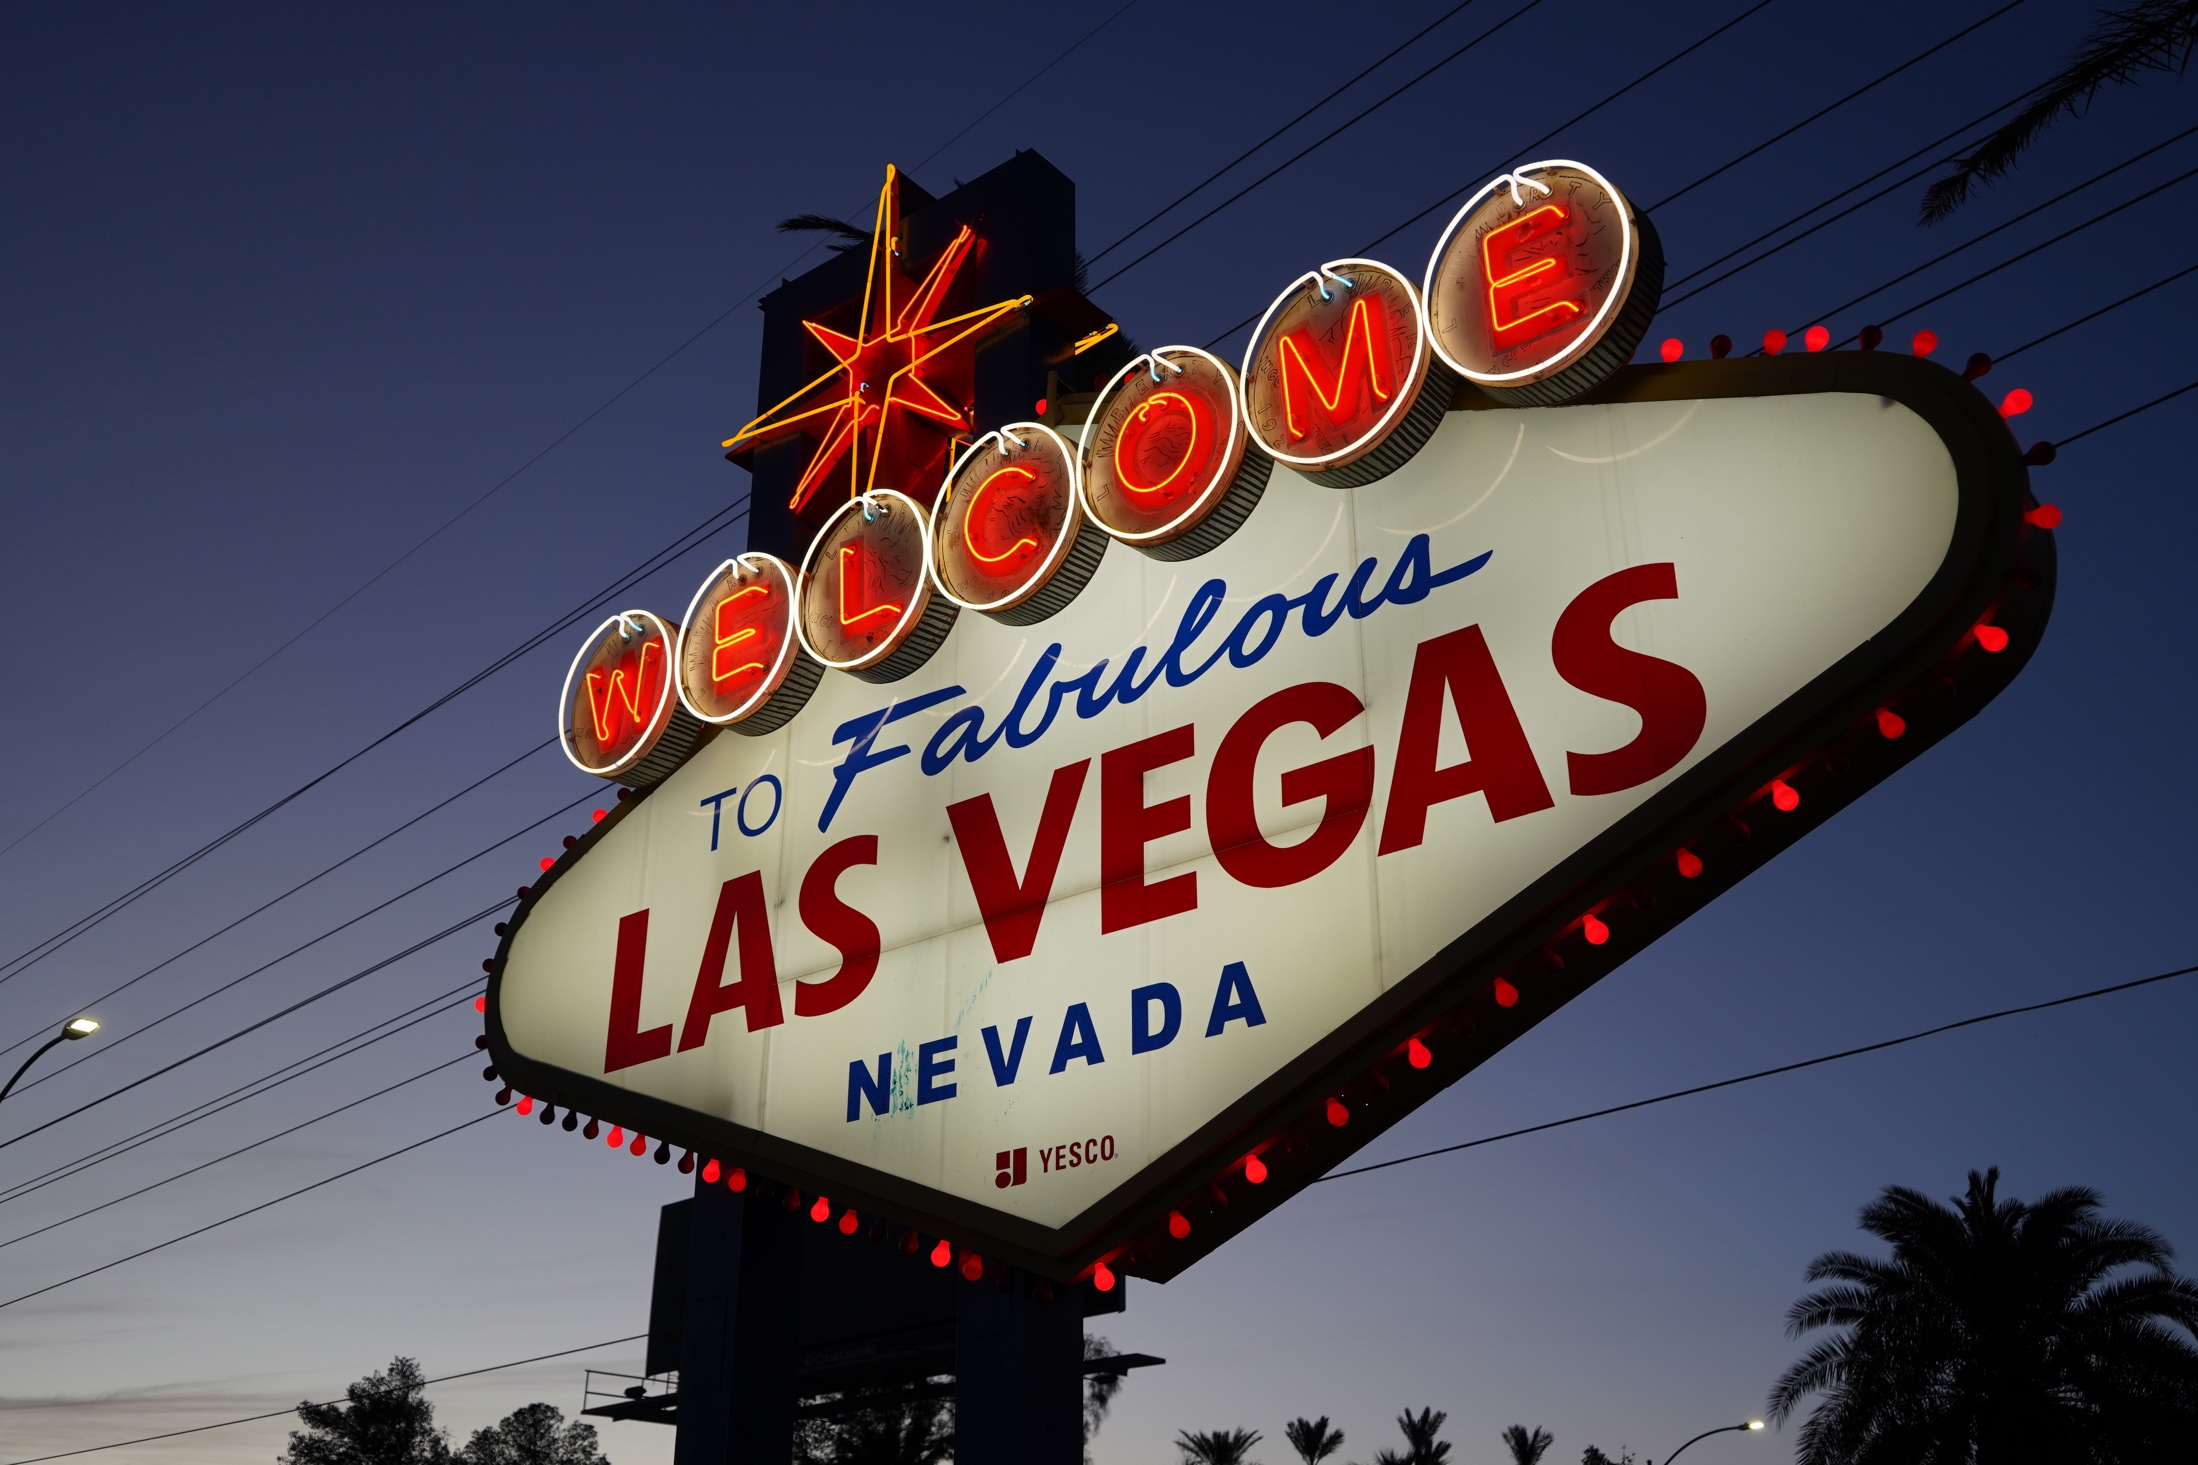 WELCOME
TO Fabulous
LAS VEGAS
NEVADA
YESCO